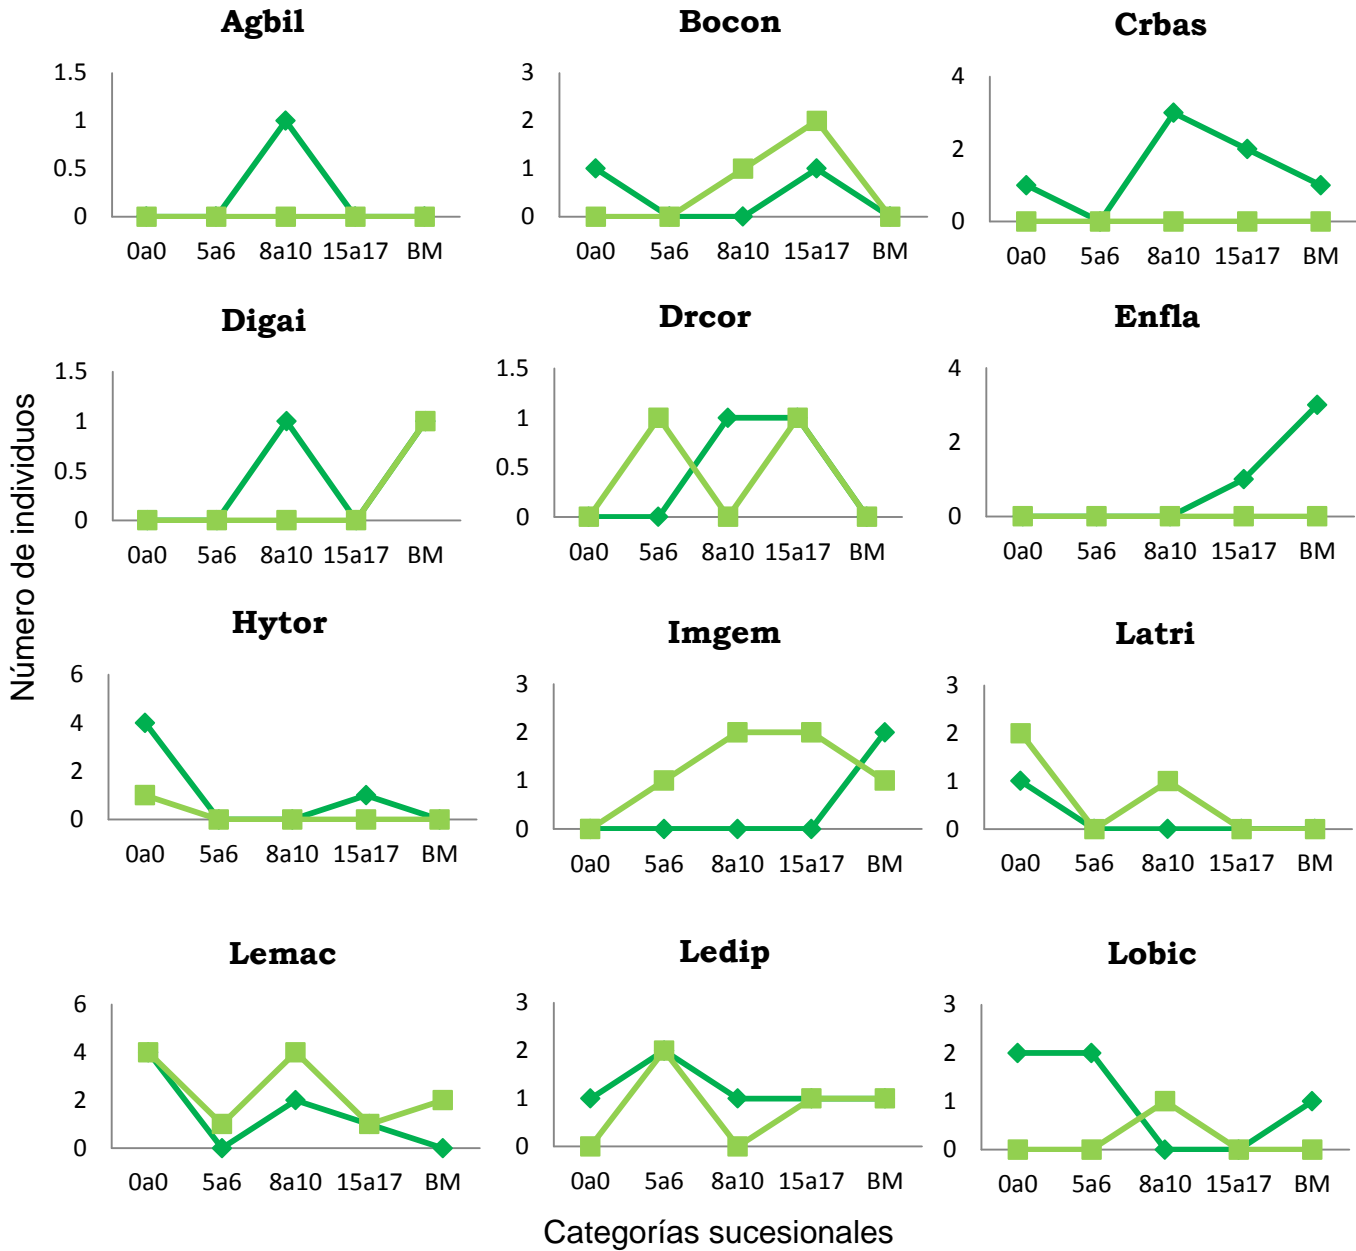 Agbil
Bocon
Crbas
1.5
1
0.5
0
0a0 5a6 8a10 15a17 BM
3
2
1
0
0a0 5a6 8a10 15a17 BM
4
2
0
0a0 5a6 8a10 15a17 BM
Digai
Drcor
Enfla
1.5
1
0.5
0
0a0 5a6 8a10 15a17 BM
1.5
1
0.5
0
0a0 5a6 8a10 15a17 BM
4
2
0
0a0 5a6 8a10 15a17 BM
Número de individuos
Hytor
Imgem
Latri
6
4
2
0
0a0 5a6 8a10 15a17 BM
3
2
1
0
0a0 5a6 8a10 15a17 BM
3
2
1
0
0a0 5a6 8a10 15a17 BM
Lemac
Ledip
Lobic
6
4
2
0
0a0 5a6 8a10 15a17 BM
3
2
1
0
0a0 5a6 8a10 15a17 BM
3
2
1
0
0a0 5a6 8a10 15a17 BM
Categorías sucesionales